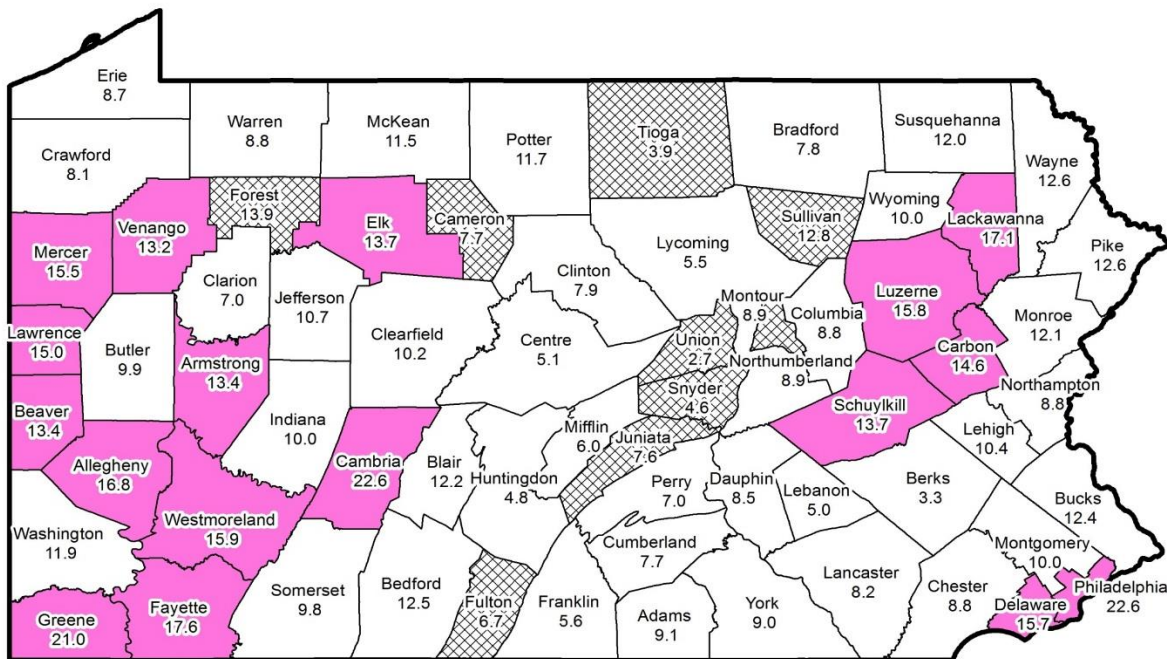 Erie
8.7
Warren
8.8
McKean
11.5
Potter
11.7
Tioga
3.9
Bradford
7.8
Susquehanna
12.0
Wayne
12.6
Crawford
8.1
Venango
13.2
Forest
13.9
Elk
13.7
Cameron
7.7
Sullivan
12.8
Wyoming
10.0
Lackawanna
17.1
Pike
12.6
Mercer
15.5
Clarion
7.0
Jefferson
10.7
Clinton
7.9
Lycoming
5.5
Montour
8.9
Columbia
8.8
Luzerne
15.8
Monroe
12.1
Lawrence
15.0
Butler
9.9
Armstrong
13.4
Clearfield
10.2
Centre
5.1
Union
2.7
Northumberland
8.9
Carbon
14.6
Northampton
8.8
Beaver
13.4
Indiana
10.0
Snyder
4.6
Schuylkill
13.7
Lehigh
10.4
Allegheny
16.8
Cambria
22.6
Blair
12.2
Huntingdon
4.8
Mifflin
6.0
Juniata
7.6
Perry
7.0
Dauphin
8.5
Lebanon
5.0
Berks
3.3
Bucks
12.4
Washington
11.9
Westmoreland
15.9
Cumberland
7.7
Lancaster
8.2
Montgomery
10.0
Chester
8.8
Philadelphia
22.6
Delaware
15.7
Greene
21.0
Fayette
17.6
Somerset
9.8
Bedford
12.5
Fulton
6.7
Franklin
5.6
Adams
9.1
York
9.0